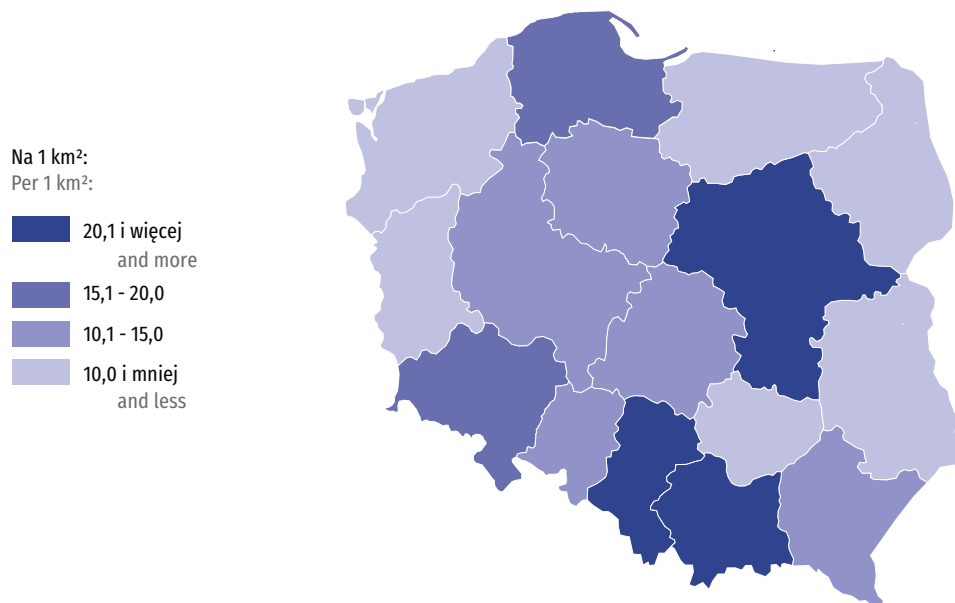 Na 1 km²:
Per 1 km²:
20,1 i więcej
and more
15,1 - 20,0
10,1 - 15,0
10,0 i mniej
and less